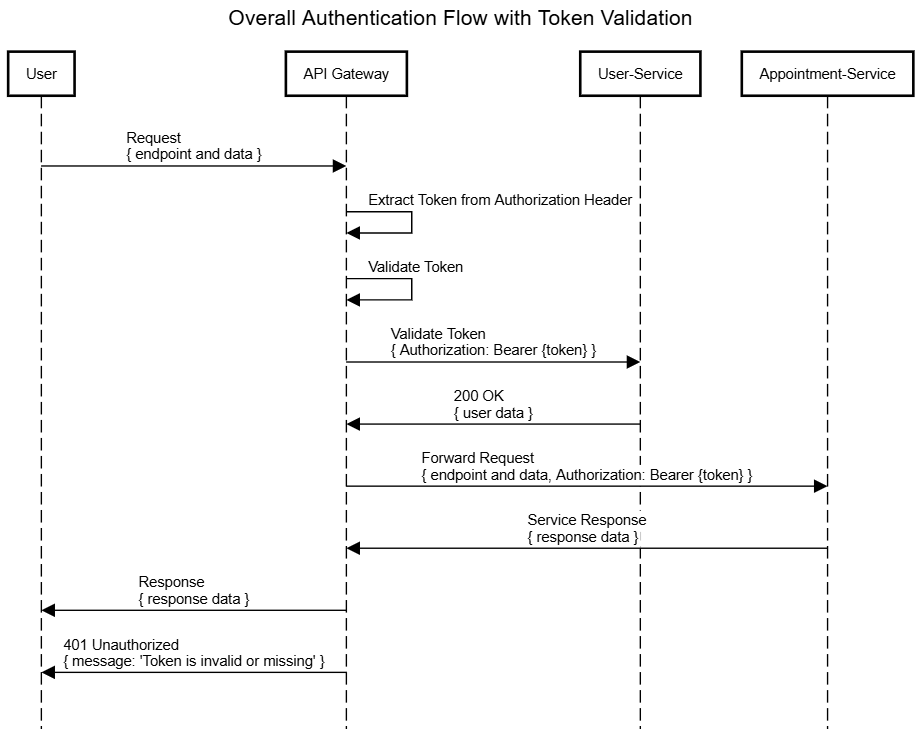 Overall Authentication Flow with Token Validation
User
API Gateway
User-Service
Appointment-Service
Request
{ endpoint and data }
Extract Token from Authorization Header
Validate Token
Validate Token
{ Authorization: Bearer {token} }
200 OK
{ user data }
Forward Request
{ endpoint and data, Authorization: Bearer {token} }
Service Response
{ response data }
Response
{ response data }
401 Unauthorized
{ message: 'Token is invalid or missing' }